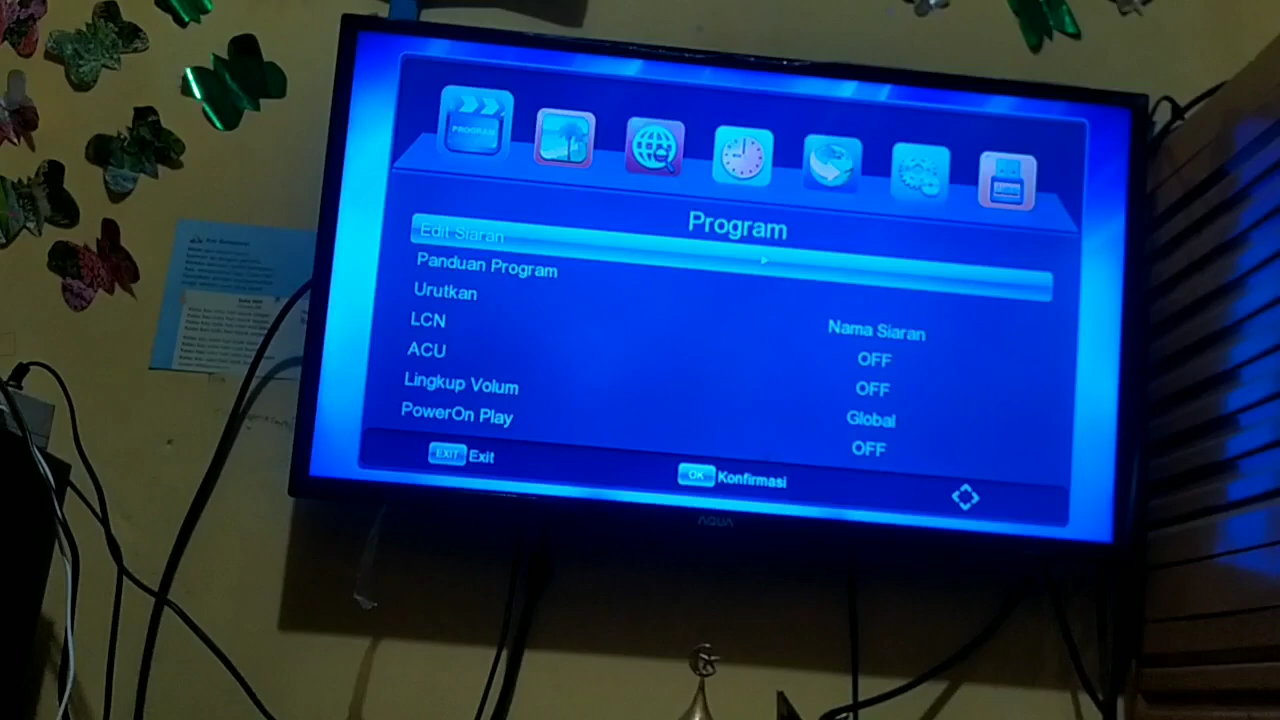 PROGRAM
Program
Edit Siaran
Panduan Program
Urutkan Nama Siaran
LCN OFF
ACU OFF
Lingkup Volum Global
PowerOn Play OFF
EXIT Exit
OK Konfirmasi
AQUA